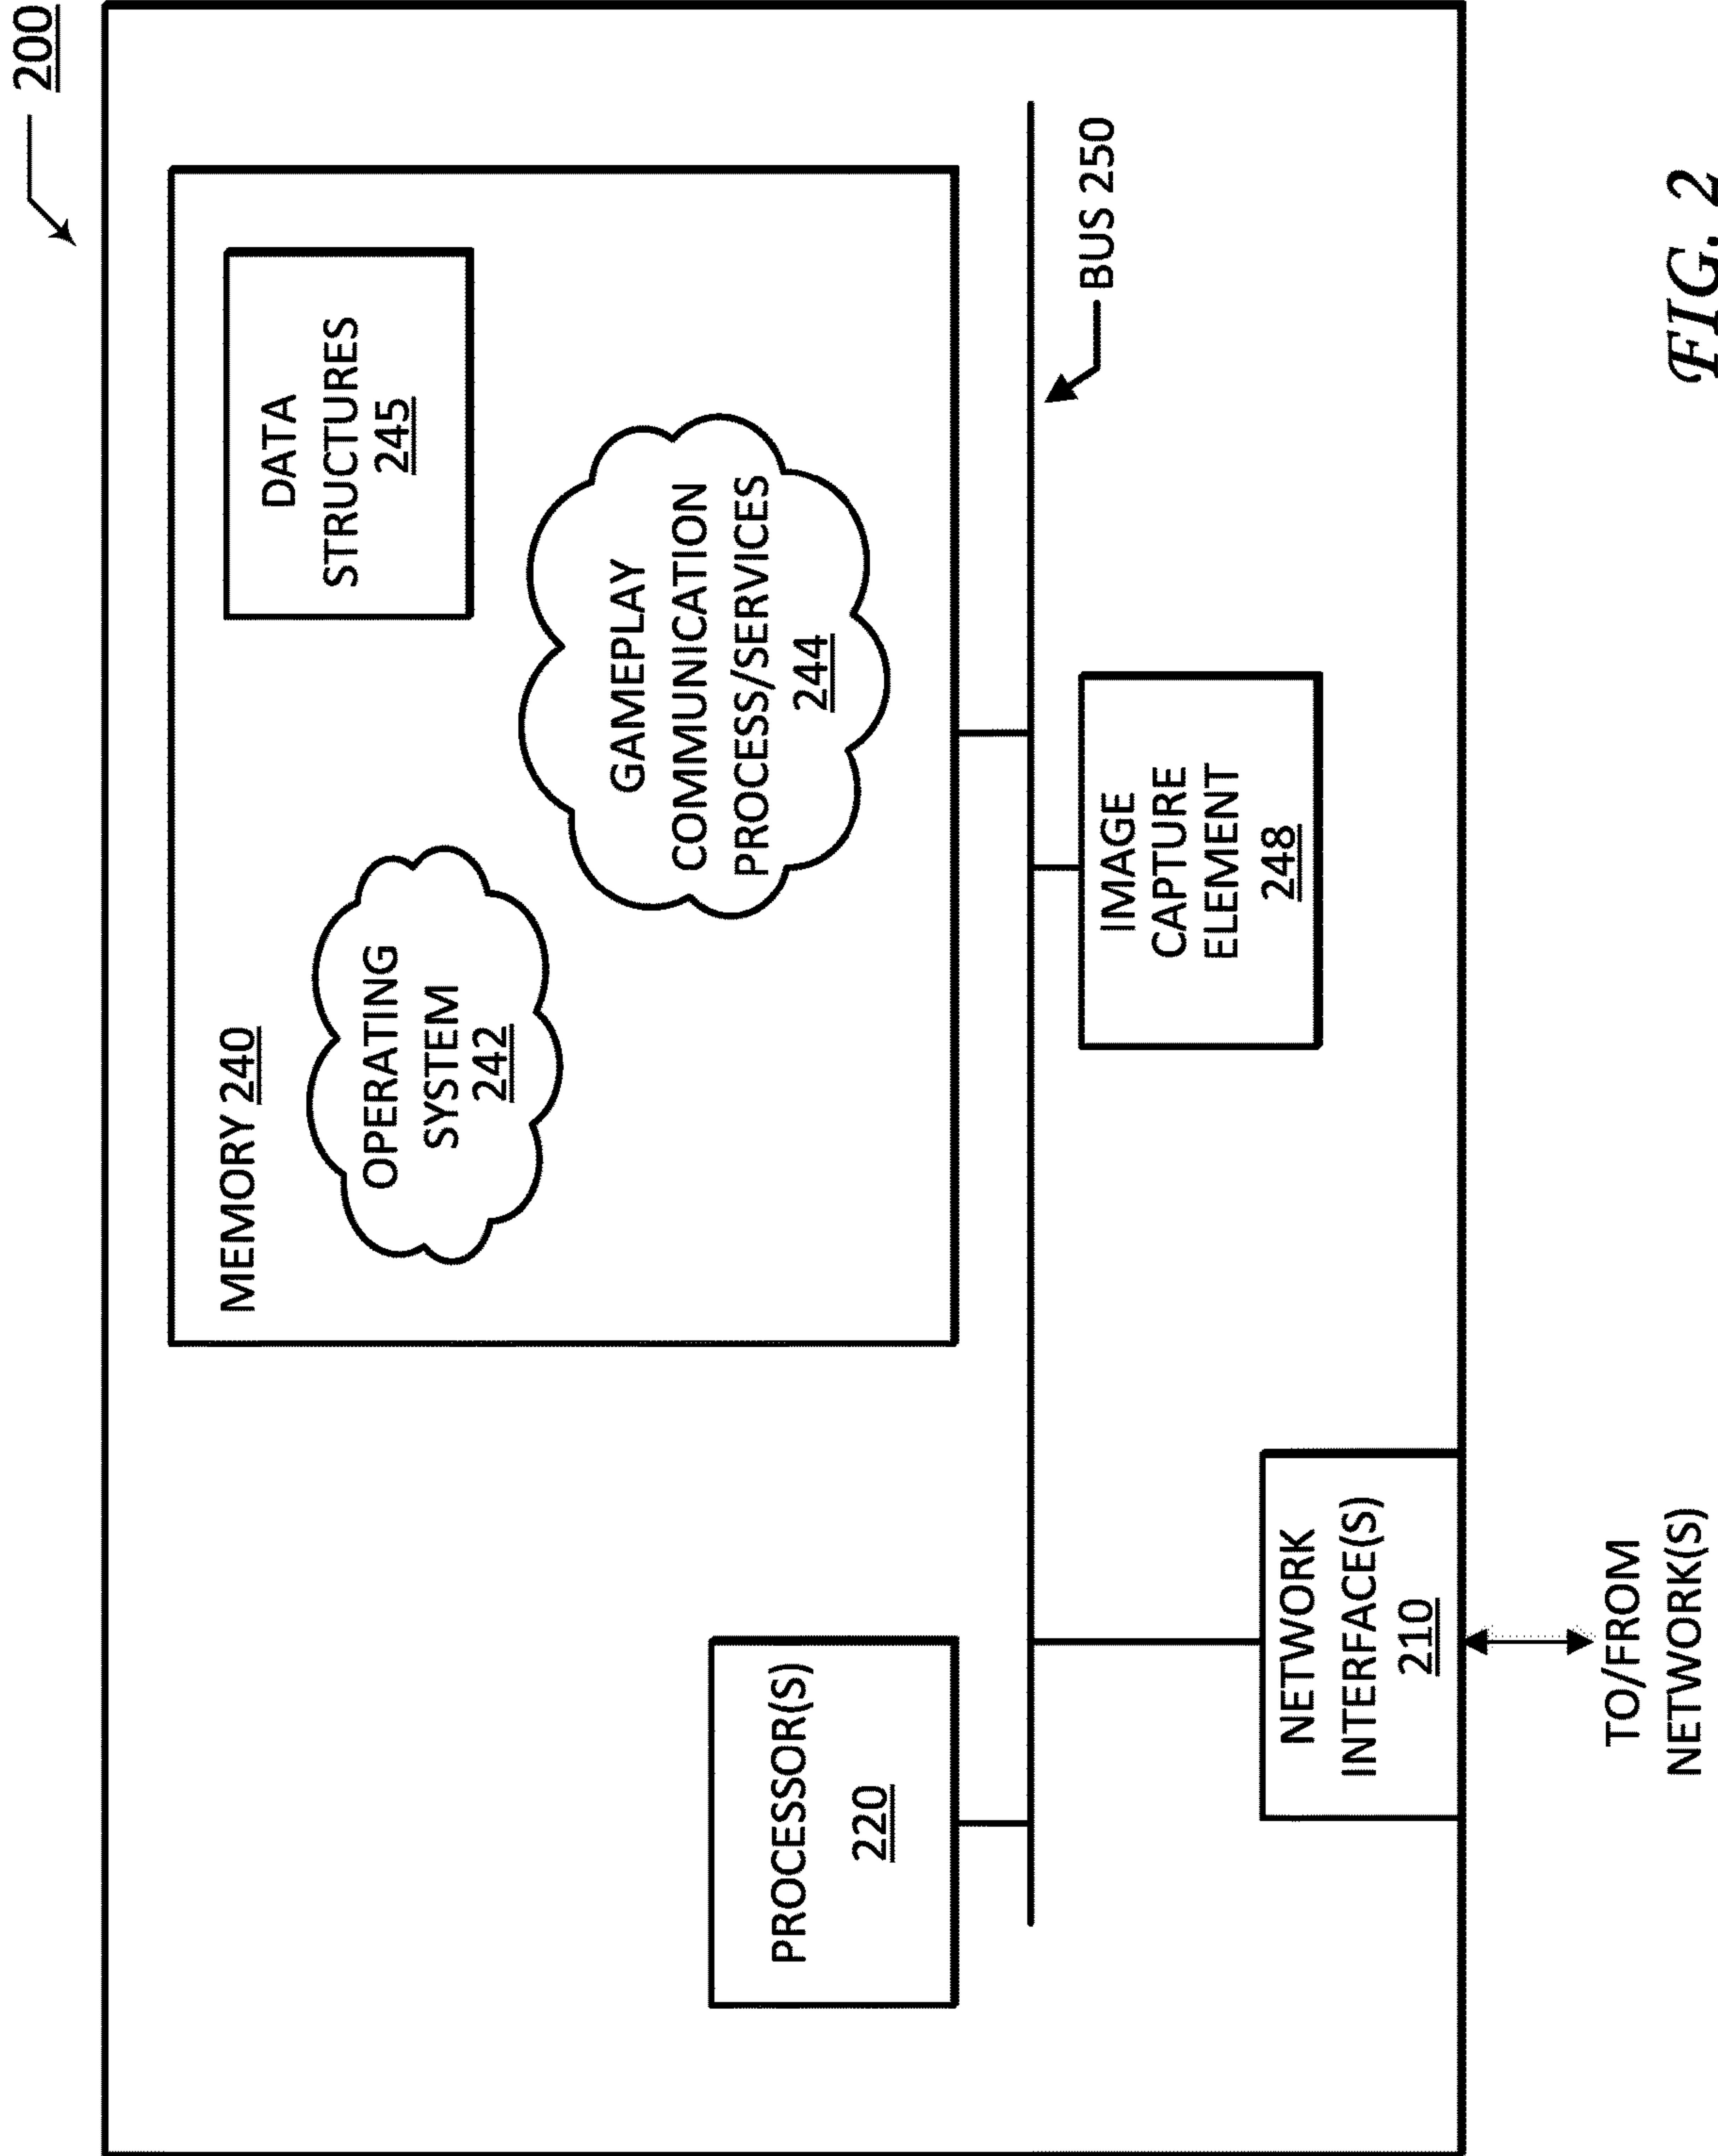 200
MEMORY 240
OPERATING
SYSTEM
242
DATA
STRUCTURES
245
GAMEPLAY
COMMUNICATION
PROCESS/SERVICES
244
PROCESSOR(S)
220
BUS 250
IMAGE
CAPTURE
ELEMENT
248
NETWORK
INTERFACE(S)
210
TO/FROM
NETWORK(S)
FIG. 2